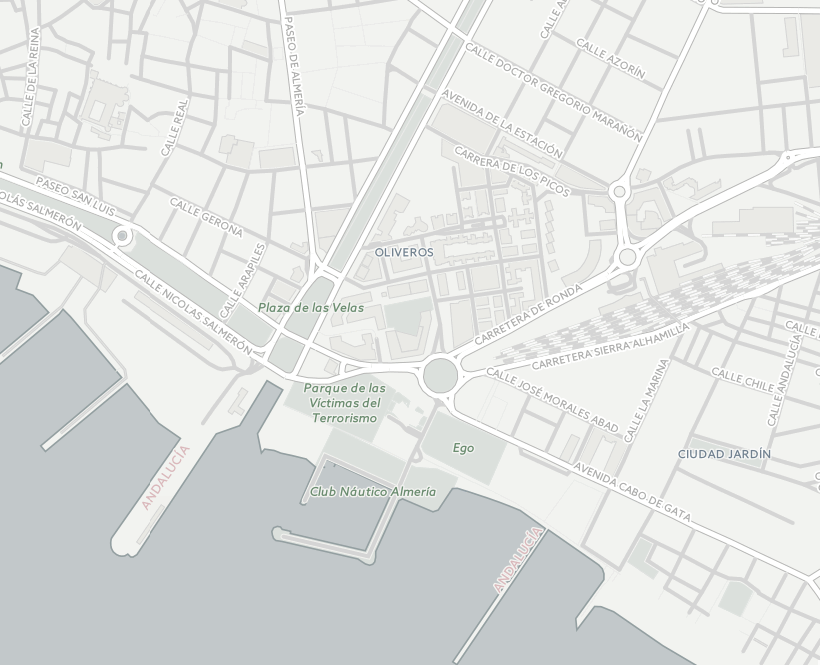 CALLE DE LA REINA
PASEO DE ALMERÍA
CALLE REAL
CALLE AZORÍN
CALLE DOCTOR GREGORIO MARAÑÓN
AVENIDA DE LA ESTACIÓN
CARRERA DE LOS PICOS
PASEO SAN LUIS
CALLE GERONA
CALLE ARAPILES
OLIVEROS
CALLE NICOLÁS SALMERÓN
Plaza de las Velas
CARRETERA DE RONDA
CARRETERA SIERRA ALHAMILLA
Parque de las
Víctimas del
Terrorismo
CALLE JOSÉ MORALES ABAD
CALLE LA MARINA
CALLE CHILE
CALLE ANDALUCÍA
Ego
CIUDAD JARDÍN
ANDALUCÍA
Club Náutico Almería
AVENIDA CABO DE GATA
ANDALUCÍA